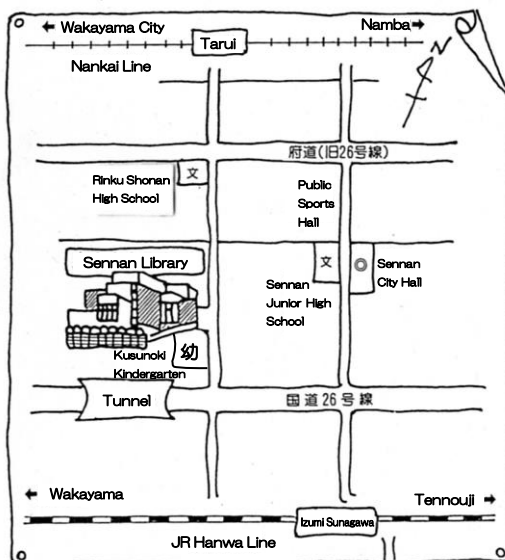 ← Wakayama City
Namba →
Tarui
Nankai Line
N
府道(旧26号線)
Rinku Shonan
High School
文
Public
Sports
Hall
Sennan Library
文
Sennan
City Hall
Sennan
Junior High
School
Kusunoki
Kindergarten
幼
Tunnel
国道26号線
← Wakayama
Tennouji →
Izumi Sunagawa
JR Hanwa Line